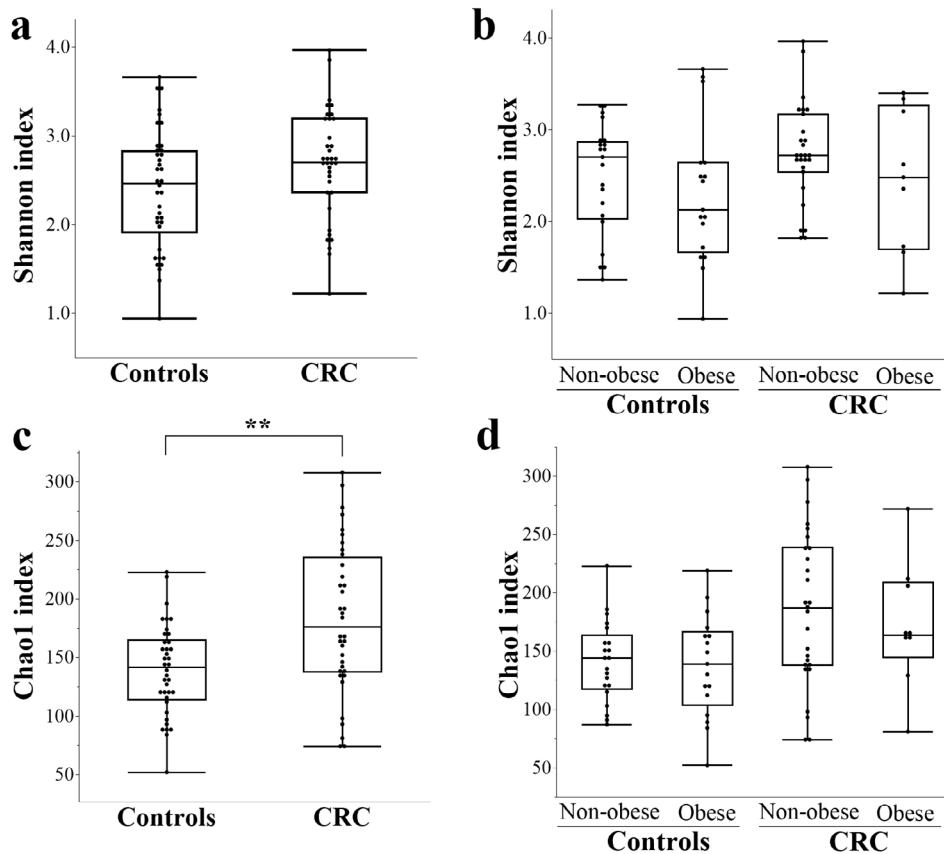 a
Shannon index
4.0
3.0
2.0
1.0
Controls CRC
b
Shannon index
4.0
3.0
2.0
1.0
Non-obese Obese Non-obese Obese
Controls CRC
c
**
Chao1 index
300
250
200
150
100
50
Controls CRC
d
Chao1 index
300
250
200
150
100
50
Non-obese Obese Non-obese Obese
Controls CRC